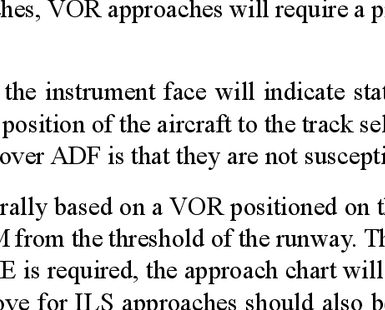 hes, VOR approaches will require a p
the instrument face will indicate stat
position of the aircraft to the track sel
over ADF is that they are not suscepti
rally based on a VOR positioned on t
M from the threshold of the runway. Th
E is required, the approach chart will
ove for ILS approaches should also be